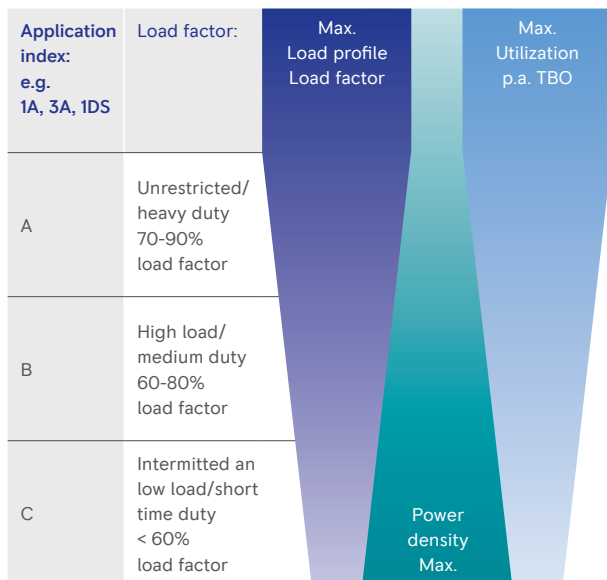 Application
index:
e.g.
1A, 3A, 1DS
Load factor:
Max.
Load profile
Load factor
Max.
Utilization
p.a. TBO
A
Unrestricted/
heavy duty
70-90%
load factor
B
High load/
medium duty
60-80%
load factor
C
Intermitted an
low load/short
time duty
< 60%
load factor
Power
density
Max.